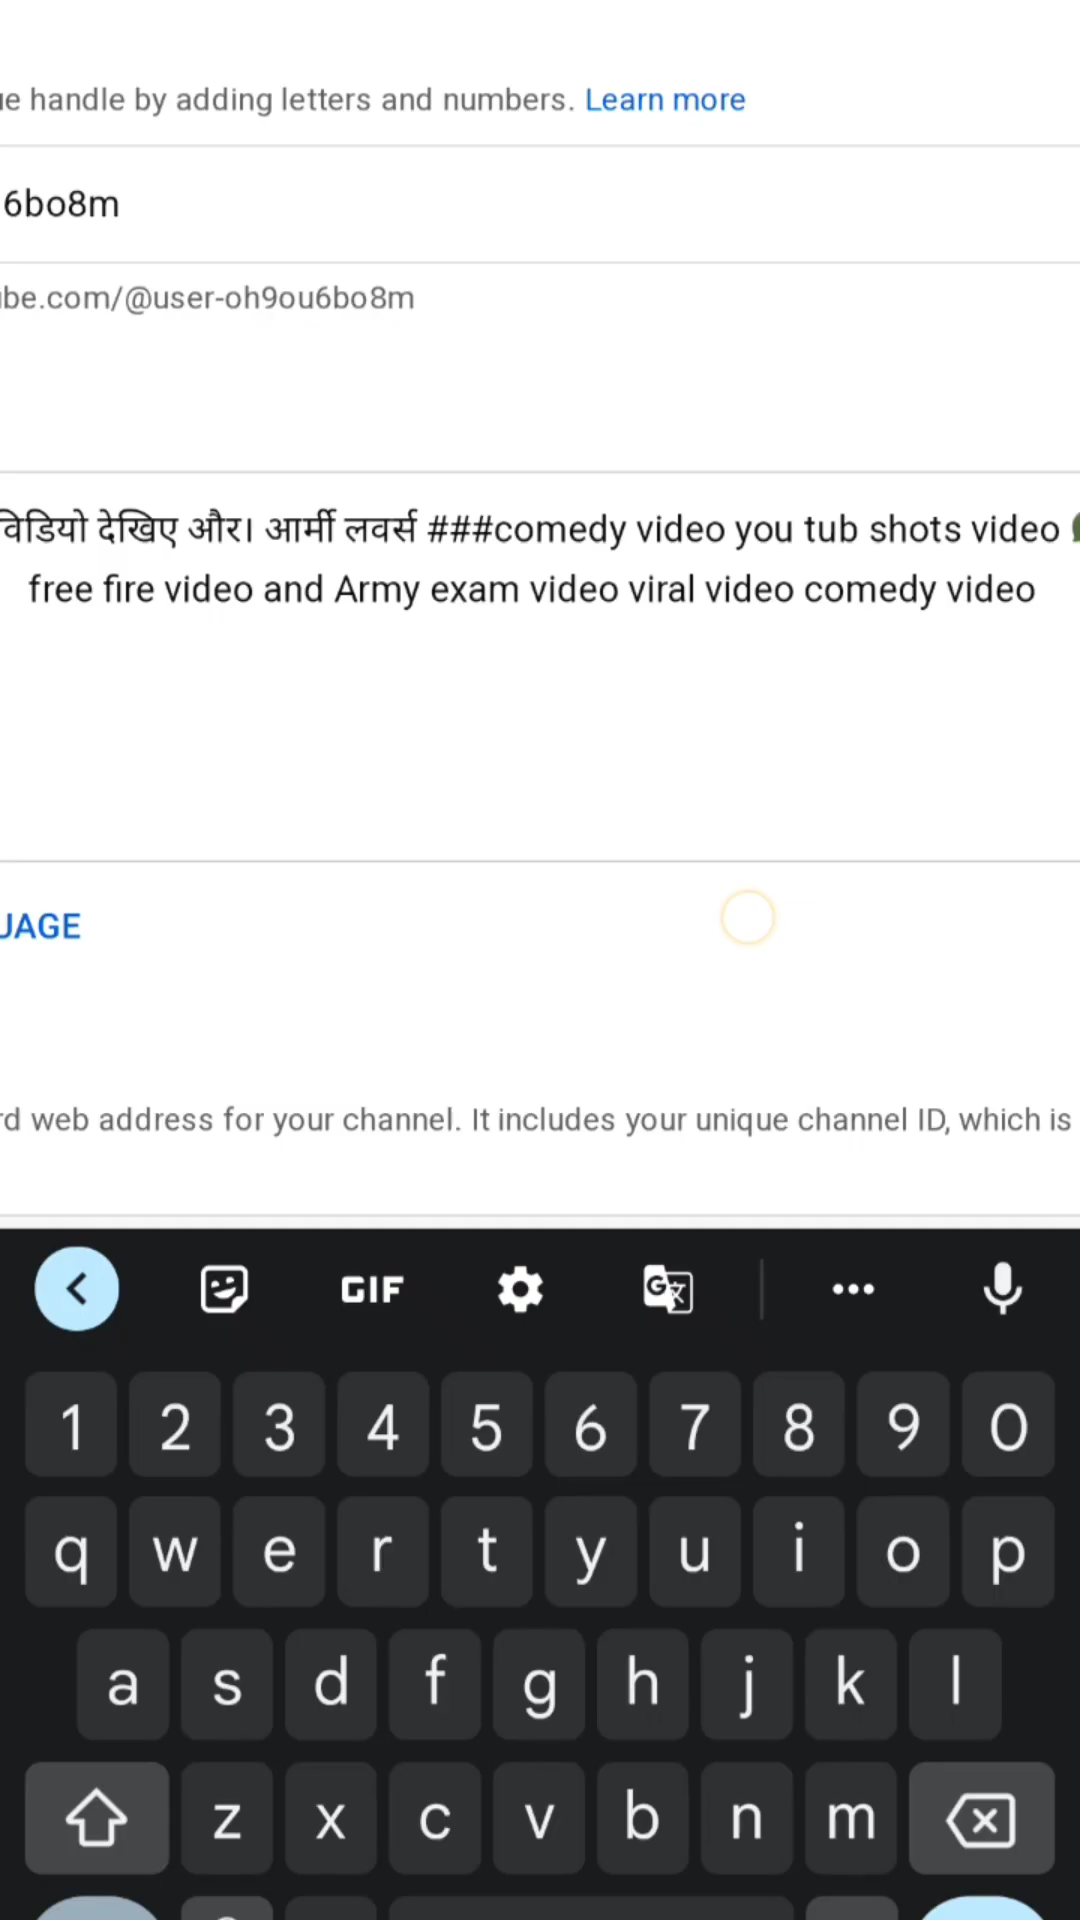 handle by adding letters and numbers. Learn more
6bo8m
be.com/@user-oh9ou6bo8m
विडियो देखिए और। आर्मी लवर्स ###comedy video you tub shots video
free fire video and Army exam video viral video comedy video
UAGE
rd web address for your channel. It includes your unique channel ID, which is
GIF
1 2 3 4 5 6 7 8 9 0
q w e r t y u i o p
a s d f g h j k l
z x c v b n m